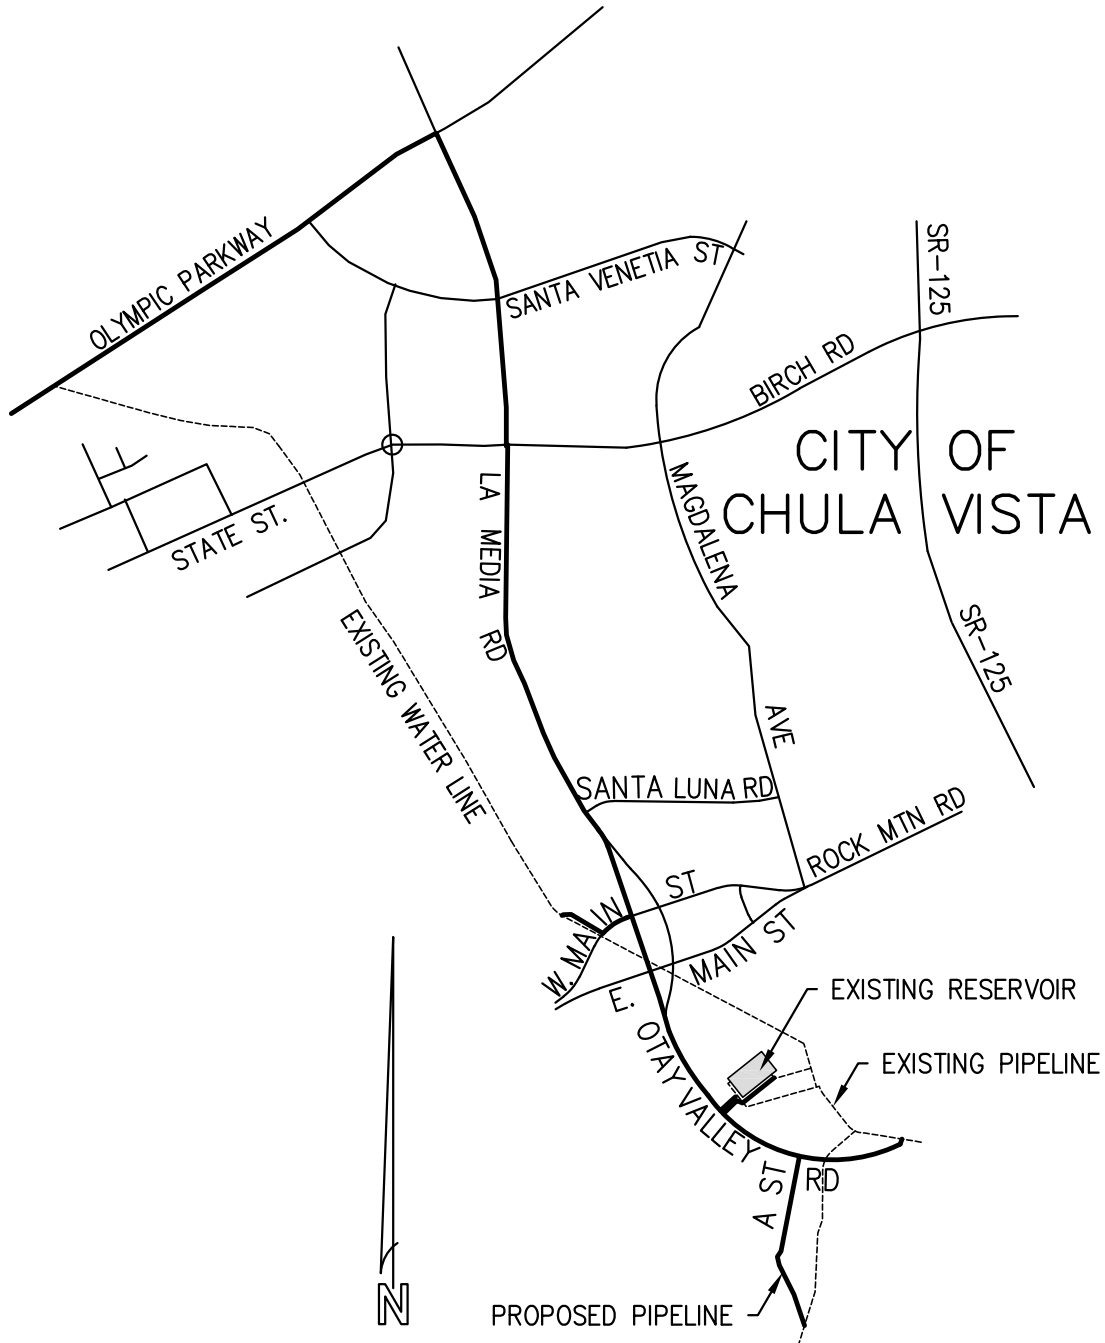 OLYMPIC PARKWAY
SANTA VENETIA ST
SR-125
BIRCH RD
CITY OF
CHULA VISTA
LA MEDIA RD
MAGDALENA AVE
STATE ST.
EXISTING WATER LINE
SR-125
SANTA LUNA RD
ROCK MTN RD
W. MAIN ST
E. MAIN ST
EXISTING RESERVOIR
OTAY VALLEY RD
EXISTING PIPELINE
A ST
N
PROPOSED PIPELINE